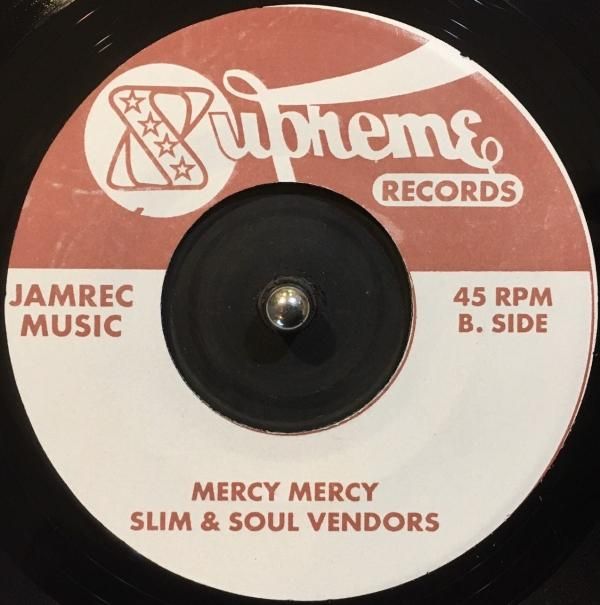 Supreme
RECORDS
JAMREC
MUSIC
45 RPM
B. SIDE
MERCY MERCY
SLIM & SOUL VENDORS